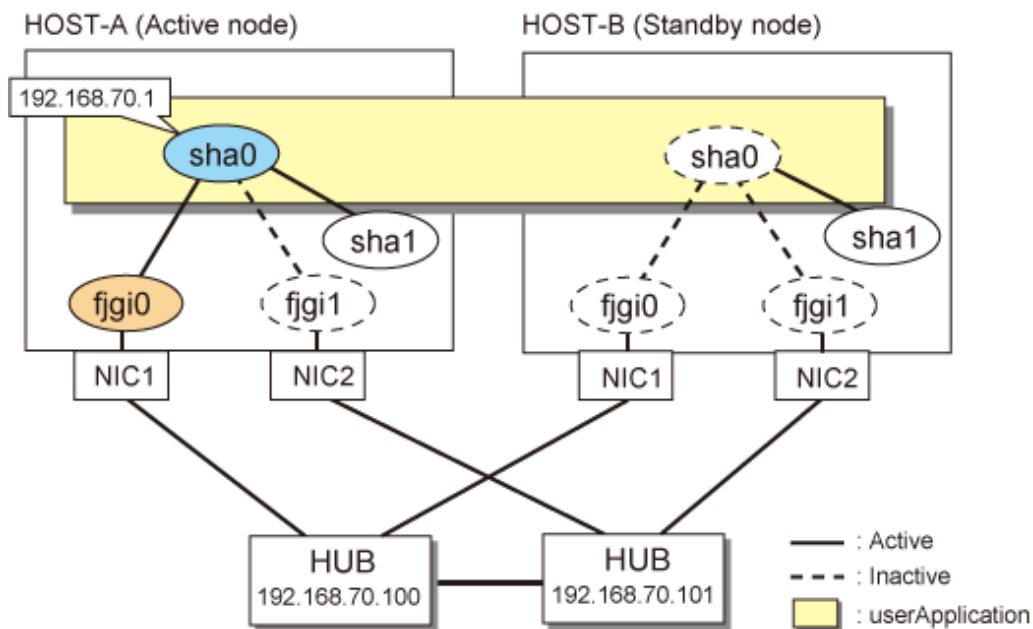 HOST-A (Active node)
HOST-B (Standby node)
192.168.70.1
sha0
sha0
sha1
sha1
fjgi0
fjgi1
fjgi0
fjgi1
NIC1
NIC2
NIC1
NIC2
HUB
192.168.70.100
HUB
192.168.70.101
: Active
: Inactive
: userApplication